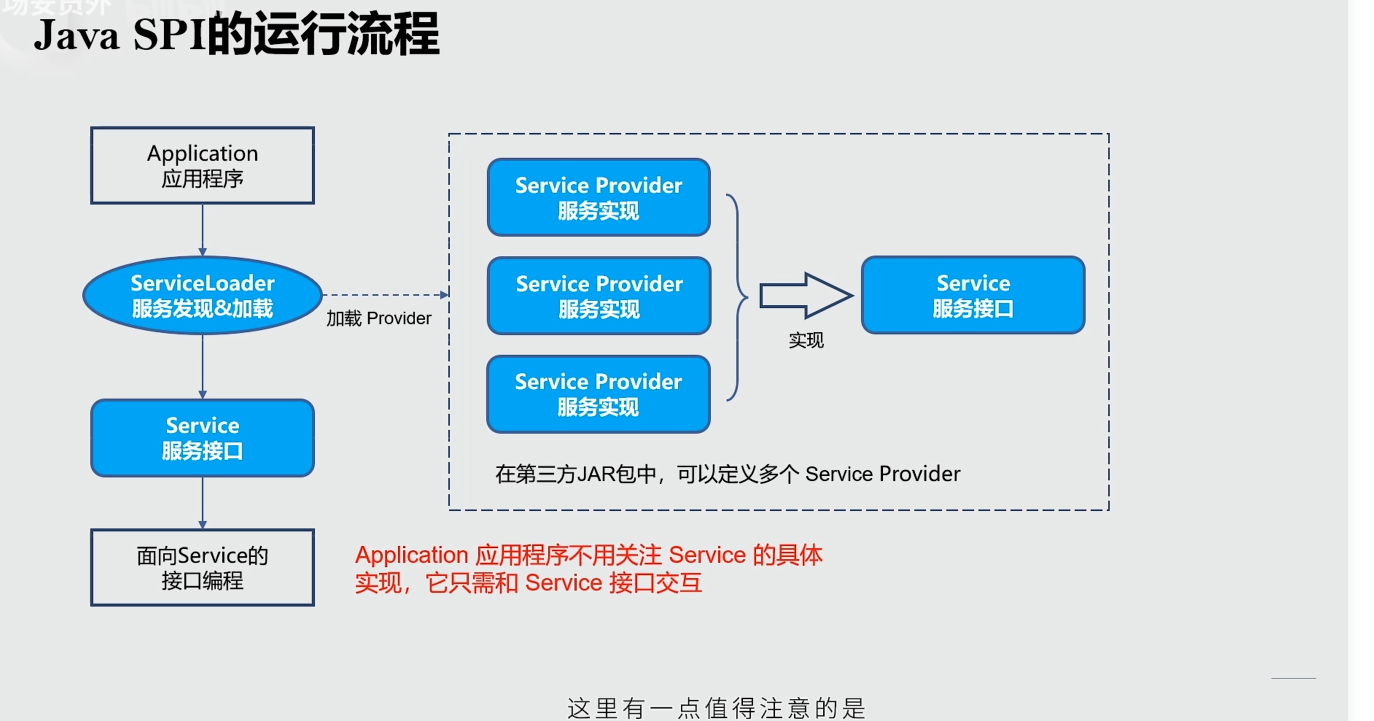 Java SPI的运行流程
Application
应用程序
ServiceLoader
服务发现&加载
加载 Provider
Service
服务接口
面向Service的
接口编程
Service Provider
服务实现
Service Provider
服务实现
Service Provider
服务实现
实现
Service
服务接口
在第三方JAR包中，可以定义多个 Service Provider
Application 应用程序不用关注 Service 的具体
实现，它只需和 Service 接口交互
这里有一点值得注意的是